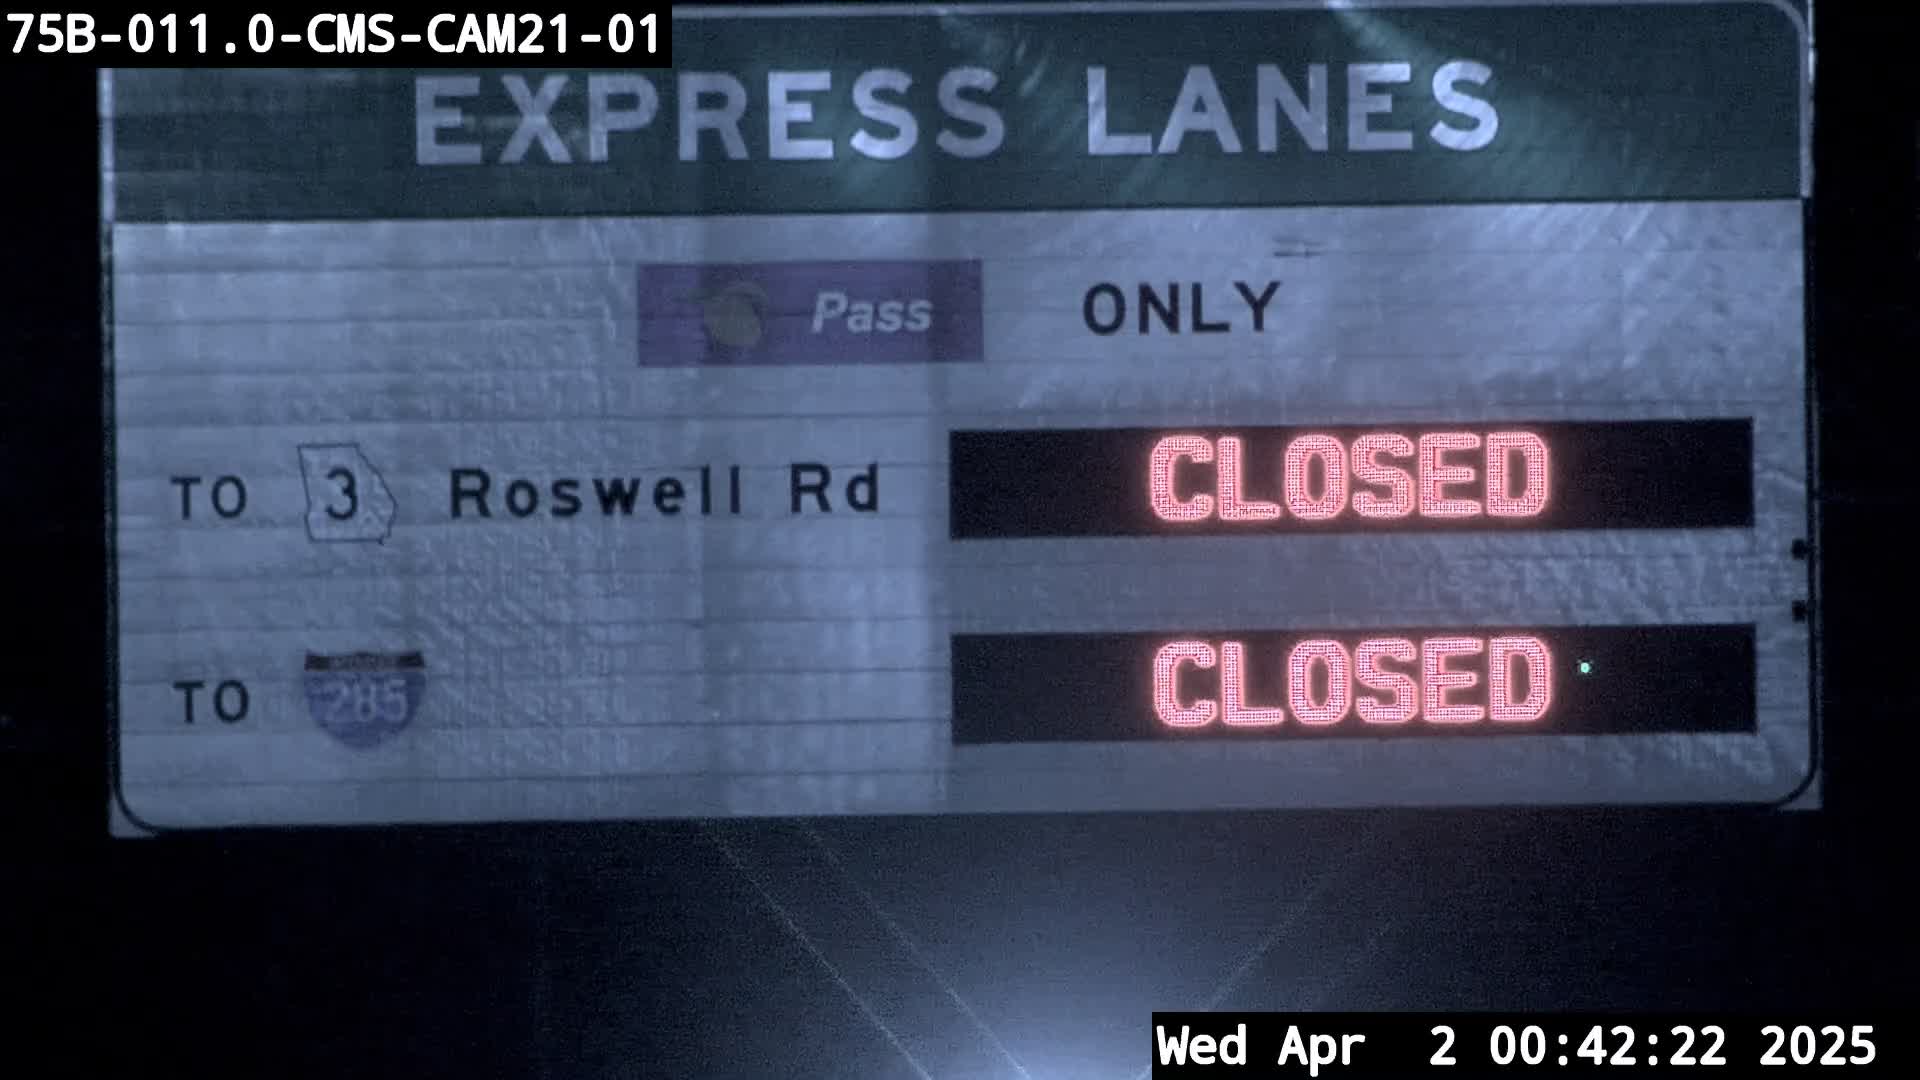 75B-011.0-CMS-CAM21-01
EXPRESS LANES
Pass ONLY
TO 3 Roswell Rd CLOSED
TO 285 CLOSED
Wed Apr 2 00:42:22 2025